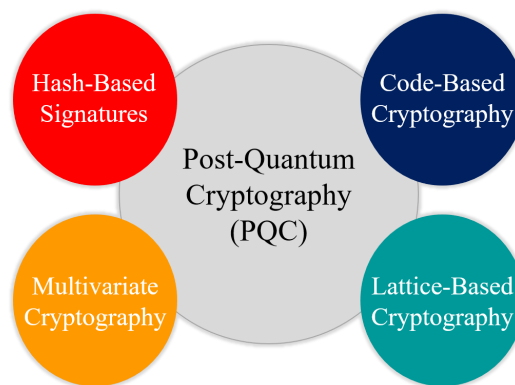 Hash-Based
Signatures
Code-Based
Cryptography
Post-Quantum
Cryptography
(PQC)
Multivariate
Cryptography
Lattice-Based
Cryptography